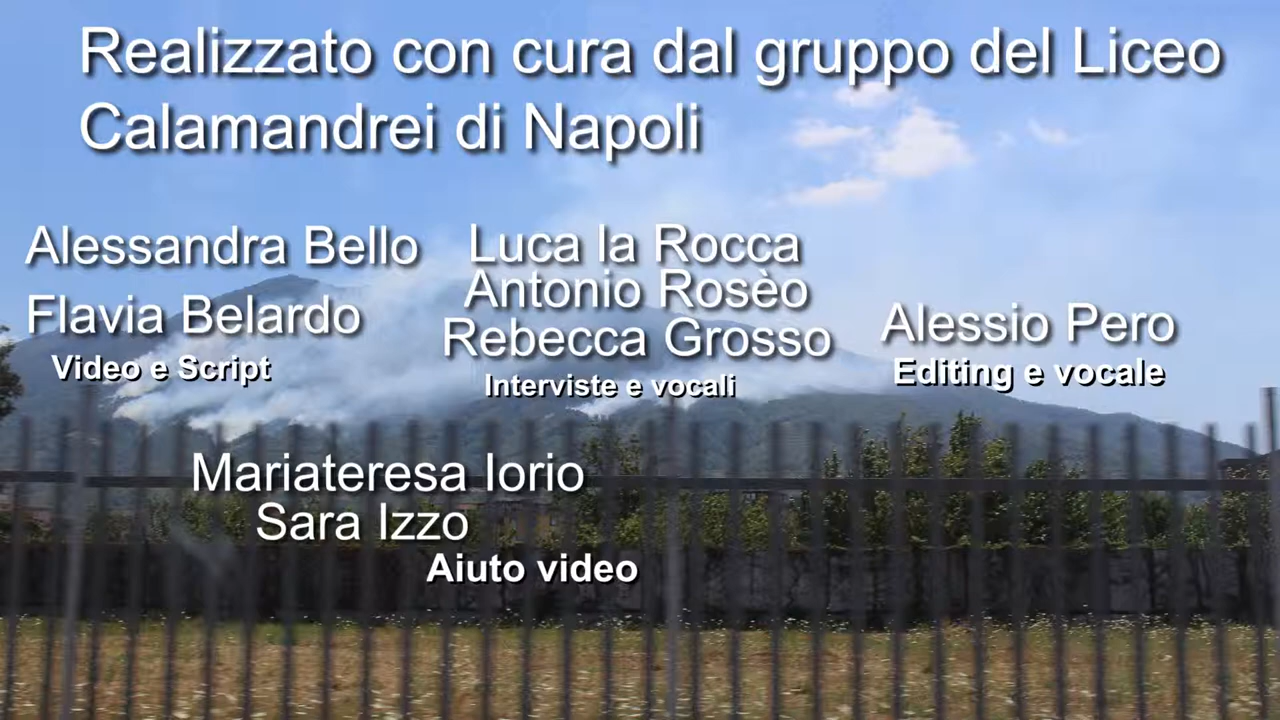 Realizzato con cura dal gruppo del Liceo
Calamandrei di Napoli
Alessandra Bello
Flavia Belardo
Video e Script
Luca la Rocca
Antonio Rosèo
Rebecca Grosso
Interviste e vocali
Alessio Pero
Editing e vocale
Mariateresa Iorio
Sara Izzo
Aiuto video